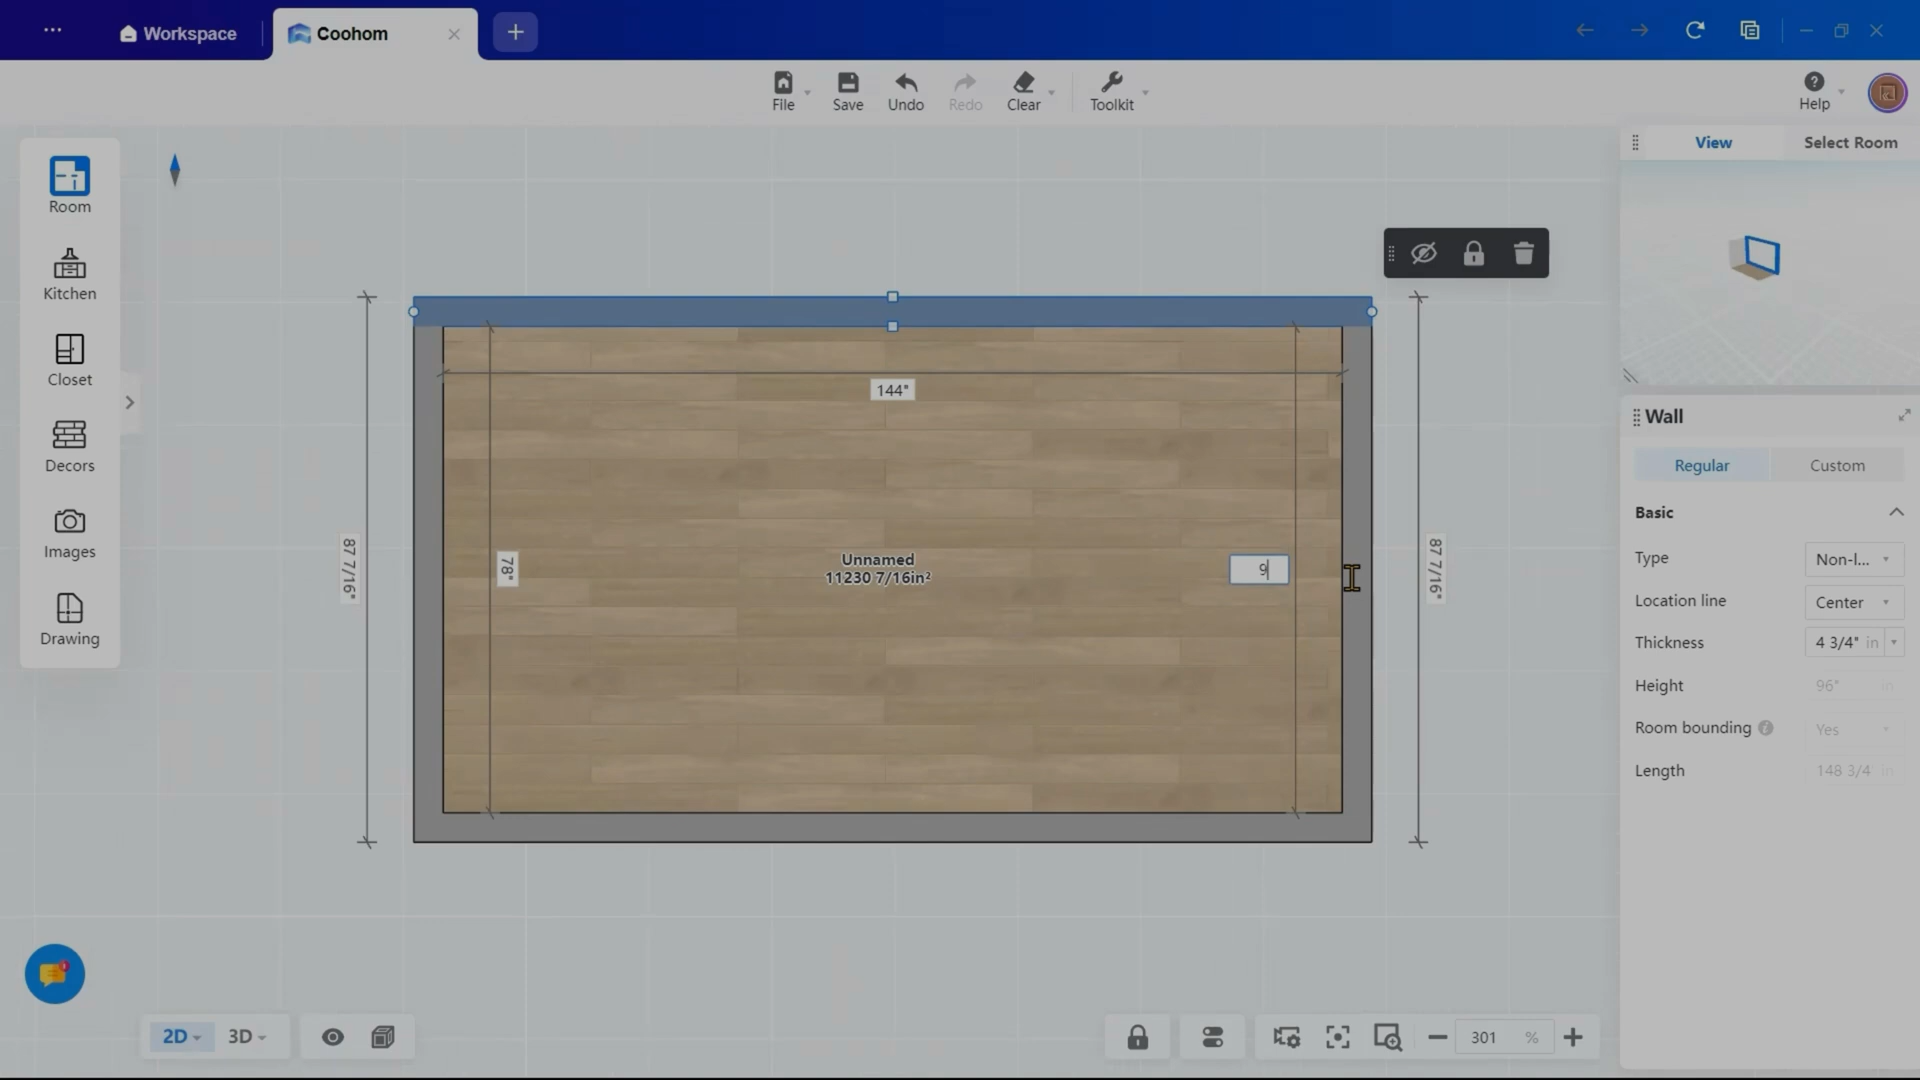 Workspace
Coohom
File
Save
Undo
Redo
Clear
Toolkit
Help
Room
Kitchen
Closet
Decors
Images
Drawing
View
Select Room
144"
87 7/16"
78"
Unnamed
11230 7/16in²
9
87 7/16"
Wall
Regular
Custom
Basic
Type
Non-l...
Location line
Center
Thickness
4 3/4" in
Height
96" in
Room bounding
Yes
Length
148 3/4 in
2D
3D
301 %